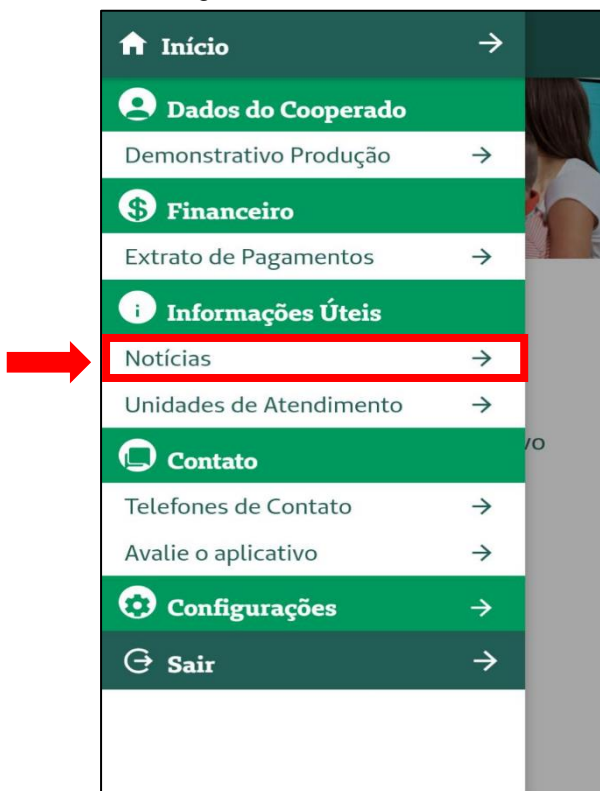 Início
Dados do Cooperado
Demonstrativo Produção
Financeiro
Extrato de Pagamentos
Informações Úteis
Notícias
Unidades de Atendimento
Contato
vo
Telefones de Contato
Avalie o aplicativo
Configurações
Sair